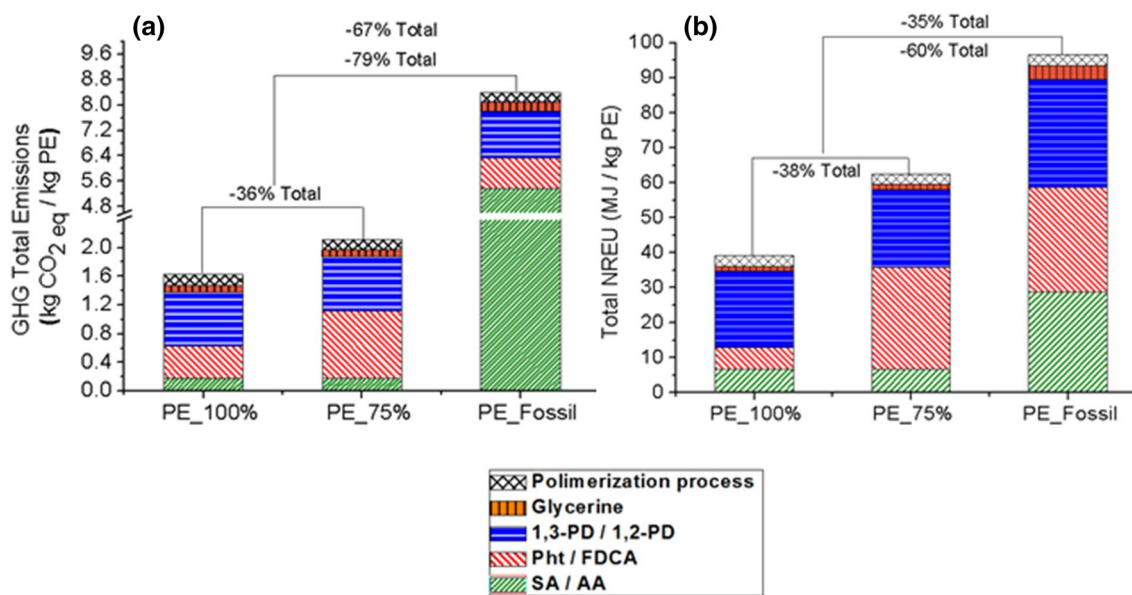 (a)
-67% Total
-79% Total
-36% Total
GHG Total Emissions
(kg CO2 eq / kg PE)
9.6
8.8
8.0
7.2
6.4
5.6
4.8
2.0
1.6
1.2
0.8
0.4
0.0
PE_100% PE_75% PE_Fossil
(b)
-35% Total
-60% Total
-38% Total
Total NREU (MJ / kg PE)
100
90
80
70
60
50
40
30
20
10
0
PE_100% PE_75% PE_Fossil
Polimerization process
Glycerine
1,3-PD / 1,2-PD
Pht / FDCA
SA / AA